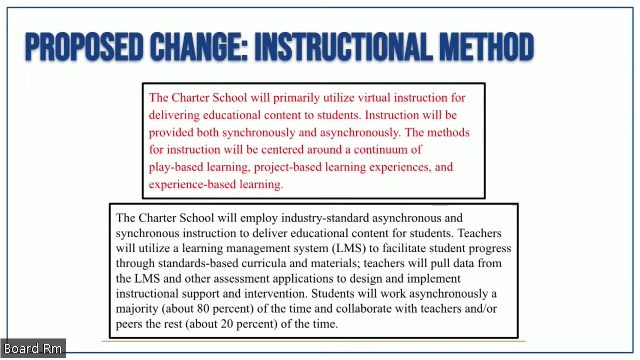 PROPOSED CHANGE: INSTRUCTIONAL METHOD
The Charter School will primarily utilize virtual instruction for
delivering educational content to students. Instruction will be
provided both synchronously and asynchronously. The methods
for instruction will be centered around a continuum of
play-based learning, project-based learning experiences, and
experience-based learning.
The Charter School will employ industry-standard asynchronous and
synchronous instruction to deliver educational content for students. Teachers
will utilize a learning management system (LMS) to facilitate student progress
through standards-based curricula and materials; teachers will pull data from
the LMS and other assessment applications to design and implement
instructional support and intervention. Students will work asynchronously a
majority (about 80 percent) of the time and collaborate with teachers and/or
peers the rest (about 20 percent) of the time.
Board Rm